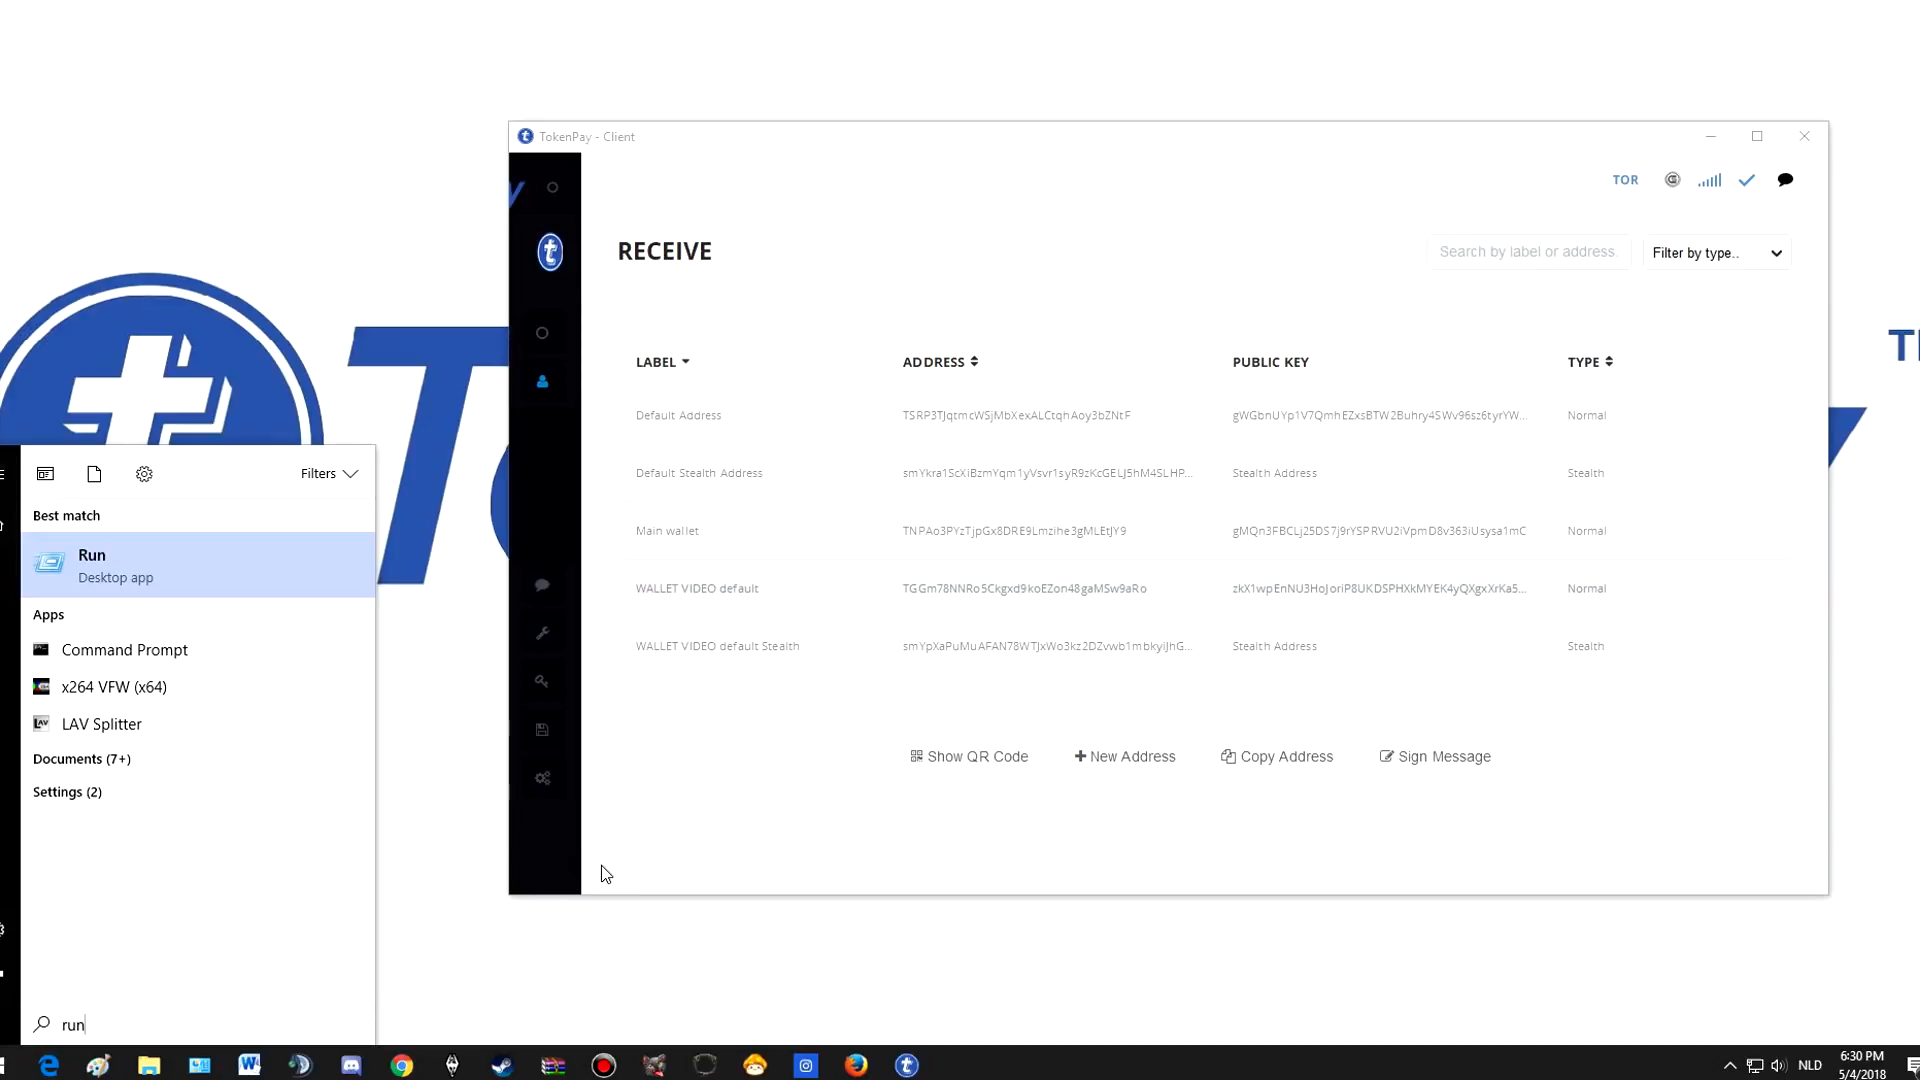 TokenPay - Client
TOR
RECEIVE
Search by label or address.
Filter by type..
LABEL
ADDRESS
PUBLIC KEY
TYPE
Default Address
TSRP3TJqtmcWSjMbXexALCtqhAoy3bZNtF
gWGbnUYp1V7QmhEZxsBTW2Buhry4SWv96sz6tyrYW...
Normal
Default Stealth Address
smYkra1ScXiBzmYqm1yVsvr1syR9zKcGELJ5hM4SLHP...
Stealth Address
Stealth
Main wallet
TNPAo3PYzTjpGx8DRE9Lmzihe3gMLEtJY9
gMQn3FBCLj25DS7j9rYSPRVU2iVpmD8v363iUsysa1mC
Normal
WALLET VIDEO default
TGGm78NNRo5Ckgxd9koEZon48gaMSw9aRo
zkX1wpEnNU3HoJoriP8UKDSPHXkMYEK4yQXgxXrKa5...
Normal
WALLET VIDEO default Stealth
smYpXaPuMuAFAN78WTJxWo3kz2DZvwb1mbkyiJhG...
Stealth Address
Stealth
Show QR Code
New Address
Copy Address
Sign Message
Filters
Best match
Run
Desktop app
Apps
Command Prompt
x264 VFW (x64)
LAV Splitter
Documents (7+)
Settings (2)
run
NLD
6:30 PM
5/4/2018